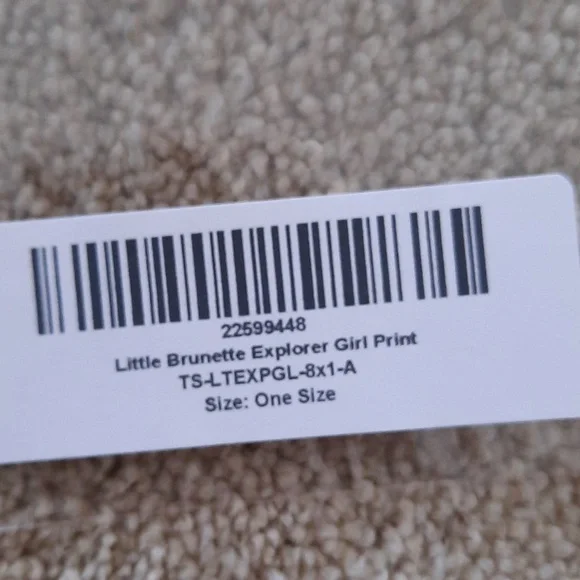 22599448
Little Brunette Explorer Girl Print
TS-LTEXPGL-8x1-A
Size: One Size